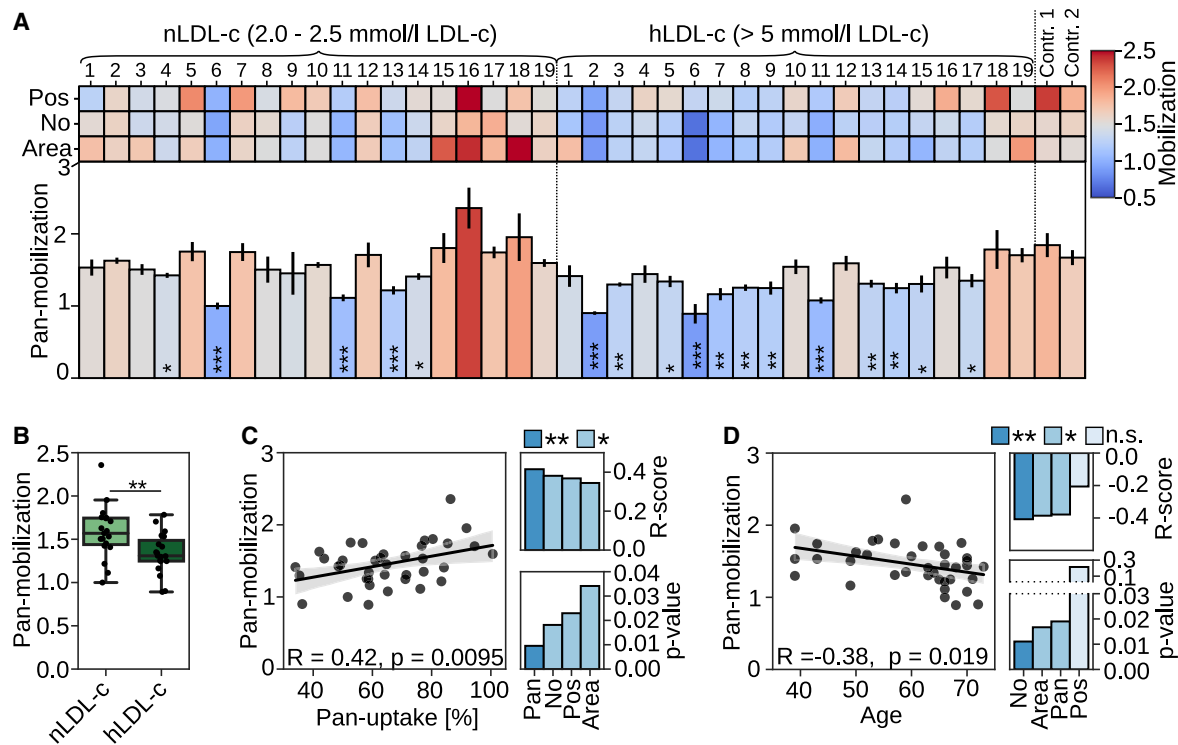 A
nLDL-c (2.0 - 2.5 mmol/l LDL-c)
hLDL-c (> 5 mmol/l LDL-c)
Contr. 1
Contr. 2
1 2 3 4 5 6 7 8 9 10 11 12 13 14 15 16 17 18 19 1 2 3 4 5 6 7 8 9 10 11 12 13 14 15 16 17 18 19
Pos
No
Area
2.5
2.0
1.5
1.0
0.5
Mobilization
3
2
1
0
Pan-mobilization
* *** *** *** * *** ** * *** ** ** ** *** ** ** * *
B
Pan-mobilization
2.5
2.0
1.5
1.0
0.5
0.0
**
nLDL-c
hLDL-c
C
Pan-mobilization
3
2
1
R = 0.42, p = 0.0095
40 60 80 100
Pan-uptake [%]
** *
0.4
0.2
0.0
R-score
0.04
0.03
0.02
0.01
0.00
p-value
Pan
No
Pos
Area
D
Pan-mobilization
3
2
1
R =-0.38, p = 0.019
40 50 60 70
Age
** * n.s.
0.0
-0.2
-0.4
R-score
0.3
0.1
0.03
0.02
0.01
0.00
p-value
No
Area
Pan
Pos